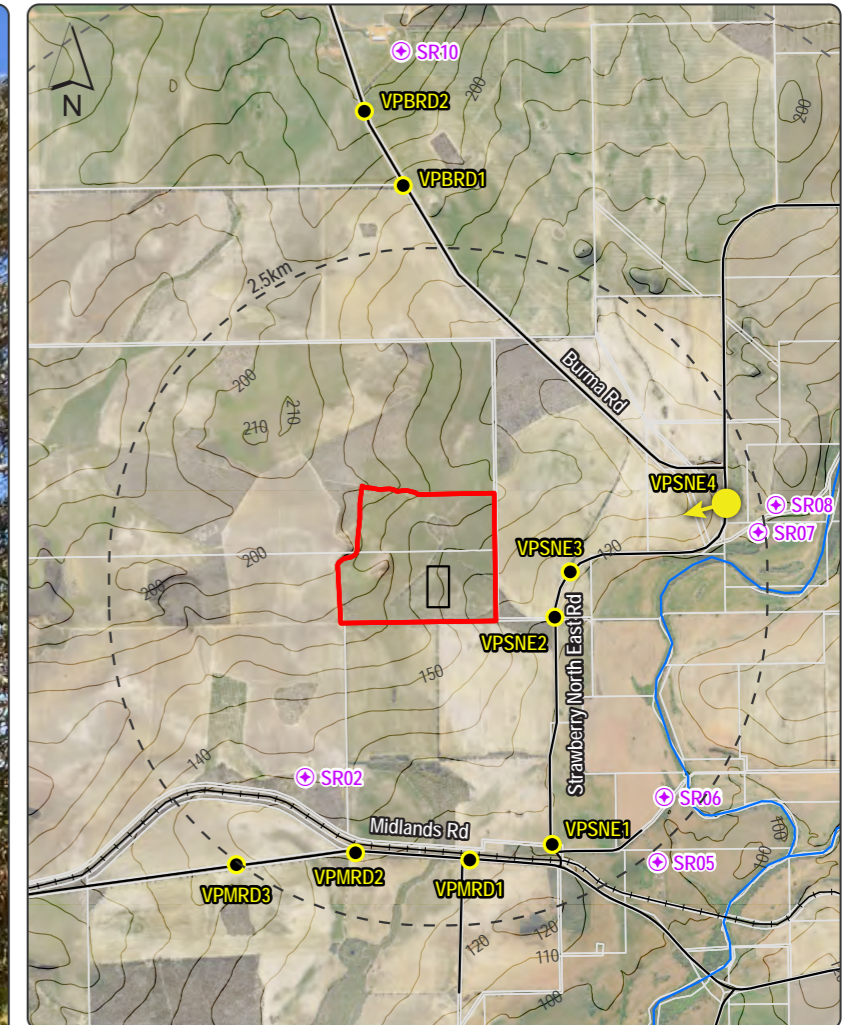 N
SR10
VPBRD2
200
200
VPBRD1
2.5km
Burma Rd
200
210
210
VPSNE4
SR08
SR07
VPSNE3
120
200
200
VPSNE2
Strawberry North East Rd
150
140
SR02
SR06
Midlands Rd
VPSNE1
100
100
SR05
VPMRD2
VPMRD1
VPMRD3
120
120
110
100